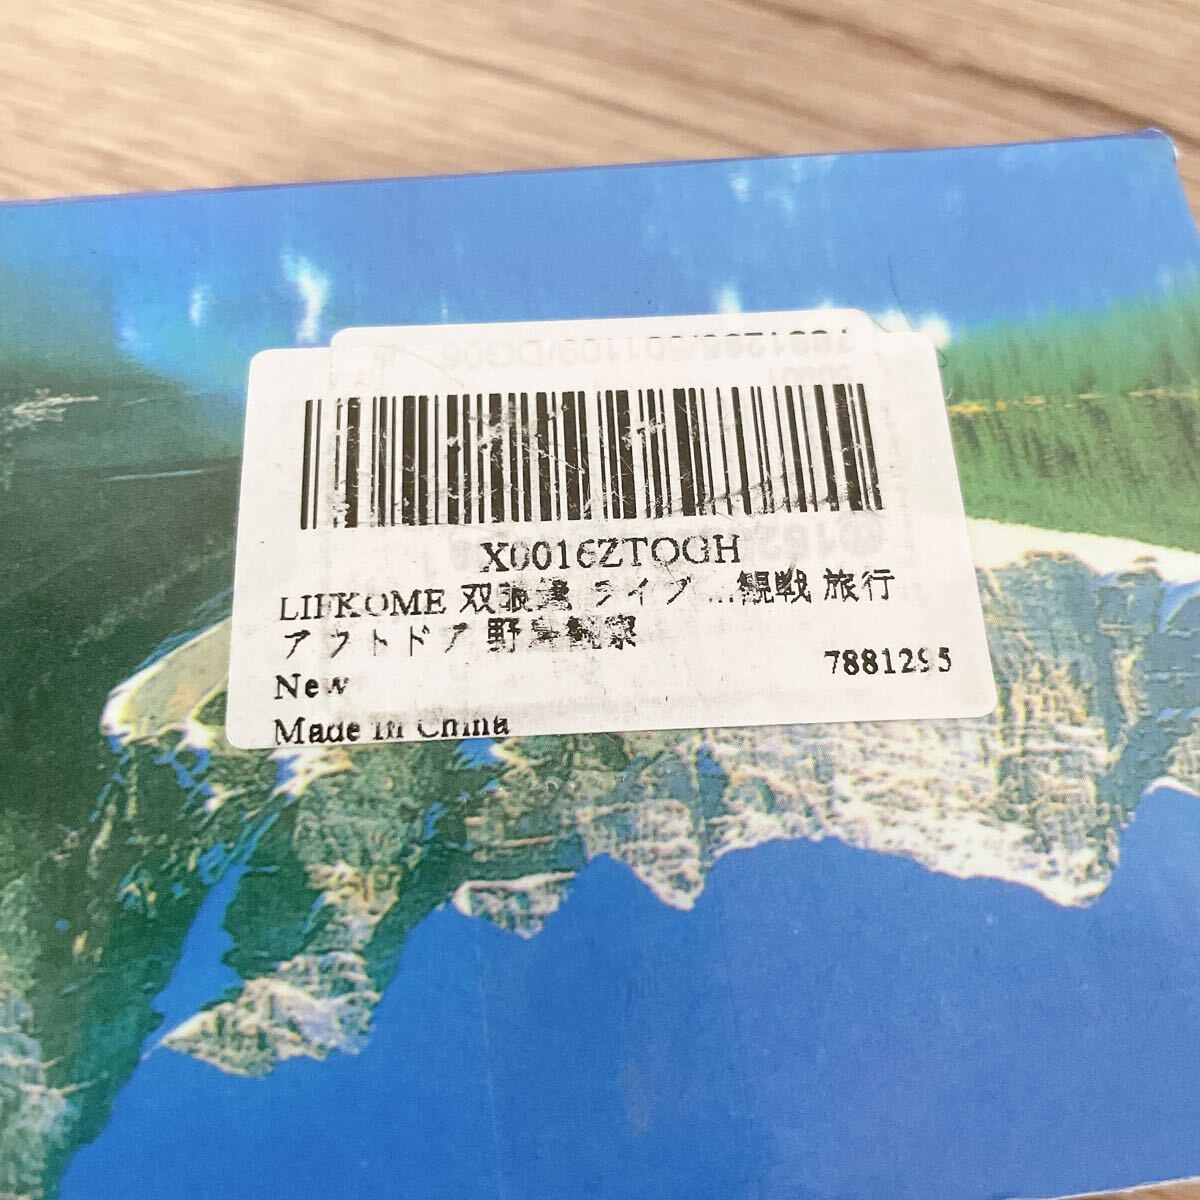 X0016ZTOGH
LIFKOME 双眼鏡 ライブ ...観戦 旅行
アウトドア 野鳥観察
New
7881295
Made in China